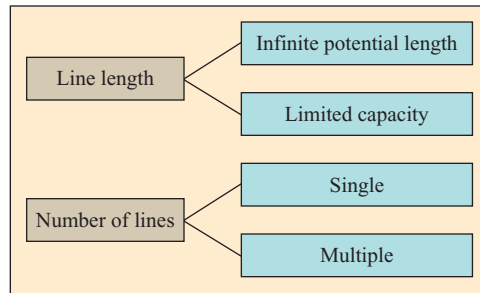 Line length
Infinite potential length
Limited capacity
Number of lines
Single
Multiple